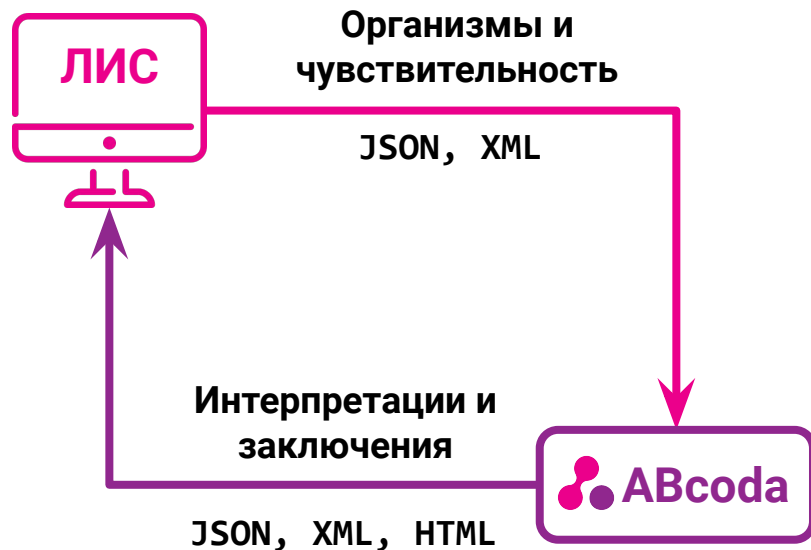 ЛИС
Организмы и
чувствительность
JSON, XML
Интерпретации и
заключения
ABcoda
JSON, XML, HTML